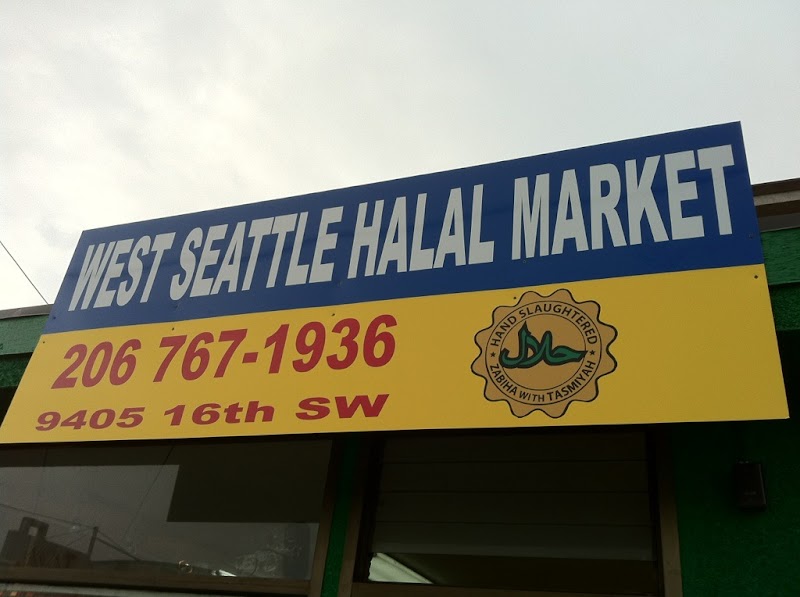 WEST SEATTLE HALAL MARKET
206 767-1936
9405 16th SW
HAND SLAUGHTERED
حلال
ZABIHA WITH TASMIYAH